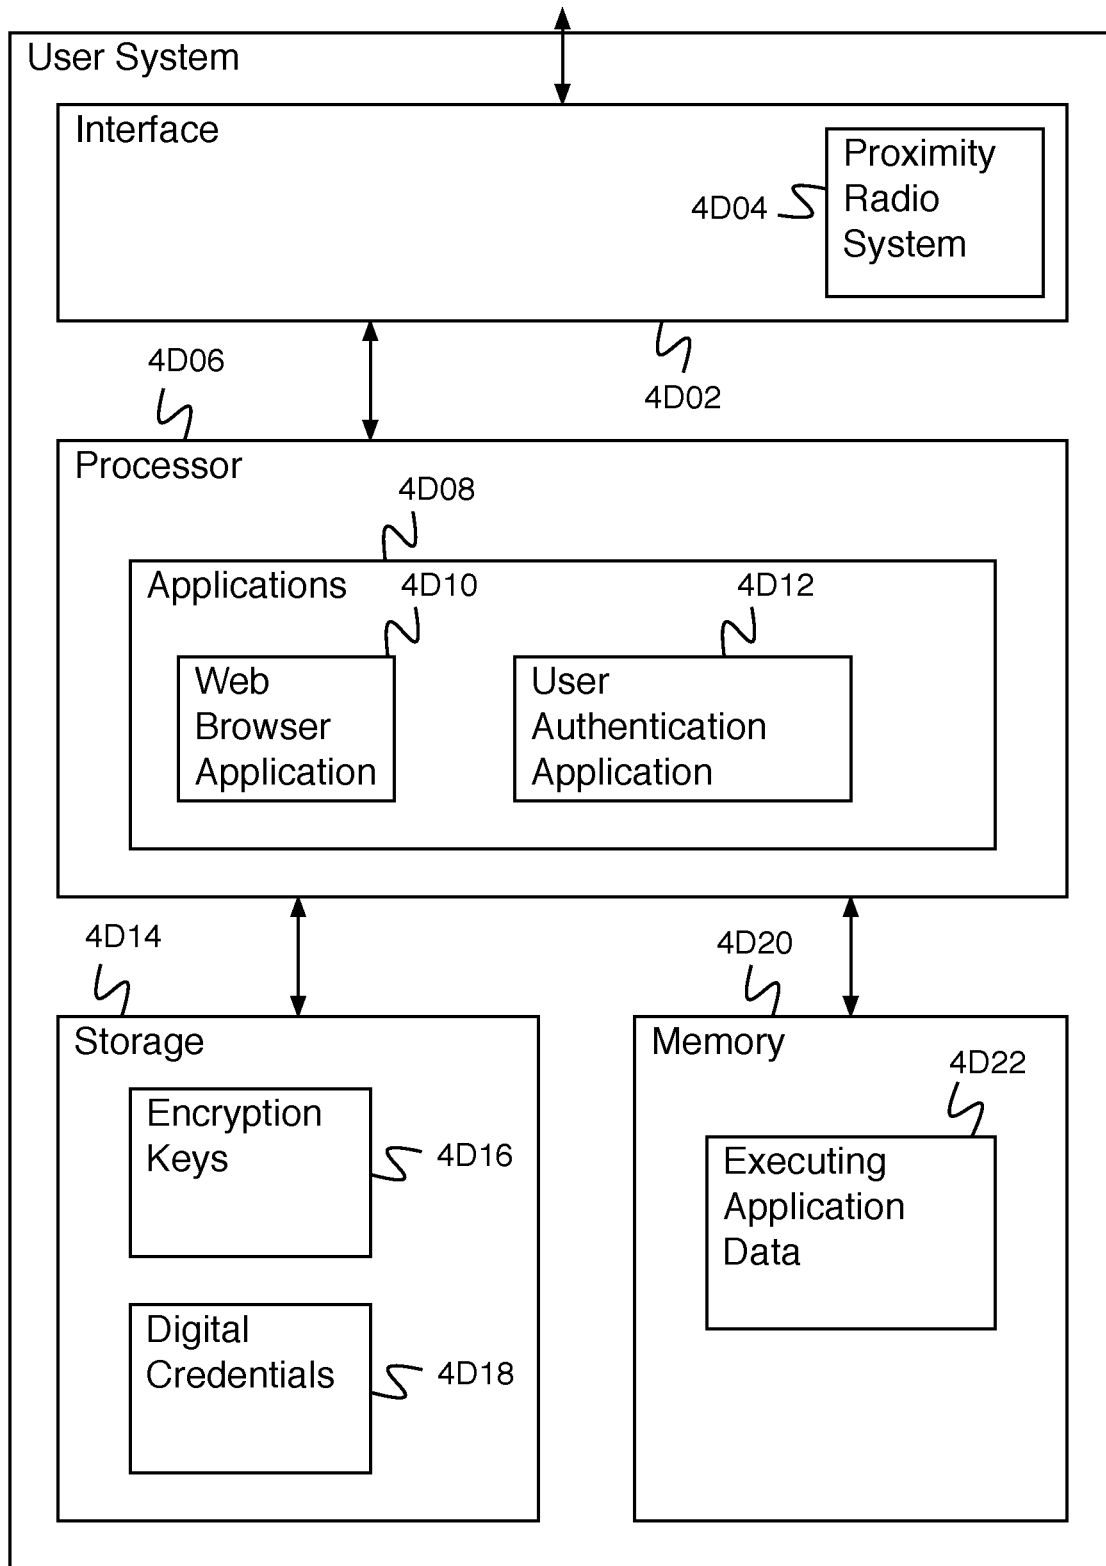 User System
Interface
Proximity
Radio
System
4D04
4D06
4D02
Processor
4D08
Applications
4D10
4D12
Web
Browser
Application
User
Authentication
Application
4D14
4D20
Storage
Encryption
Keys
4D16
Digital
Credentials
4D18
Memory
4D22
Executing
Application
Data